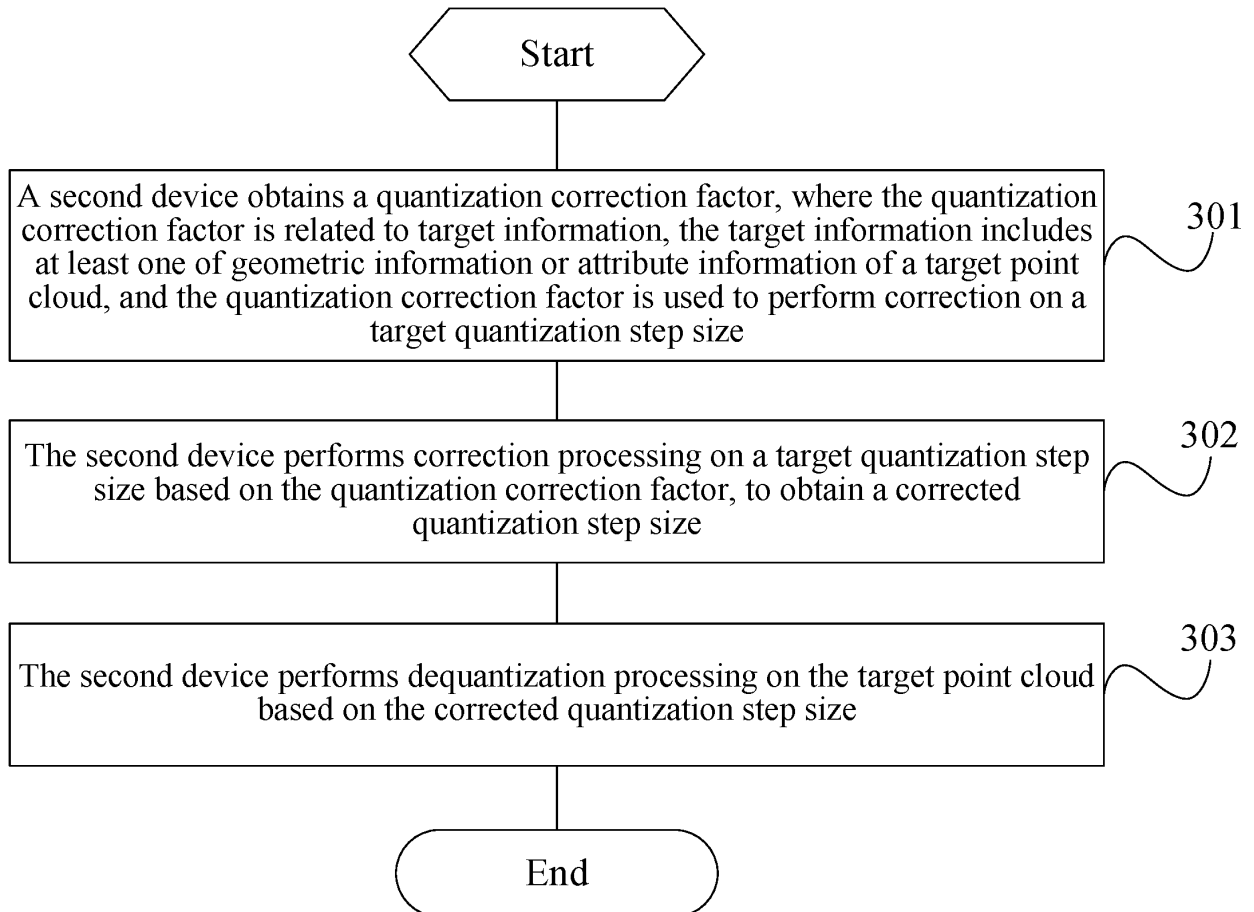 Start
A second device obtains a quantization correction factor, where the quantization
correction factor is related to target information, the target information includes
at least one of geometric information or attribute information of a target point
cloud, and the quantization correction factor is used to perform correction on a
target quantization step size
301
The second device performs correction processing on a target quantization step
size based on the quantization correction factor, to obtain a corrected
quantization step size
302
The second device performs dequantization processing on the target point cloud
based on the corrected quantization step size
303
End